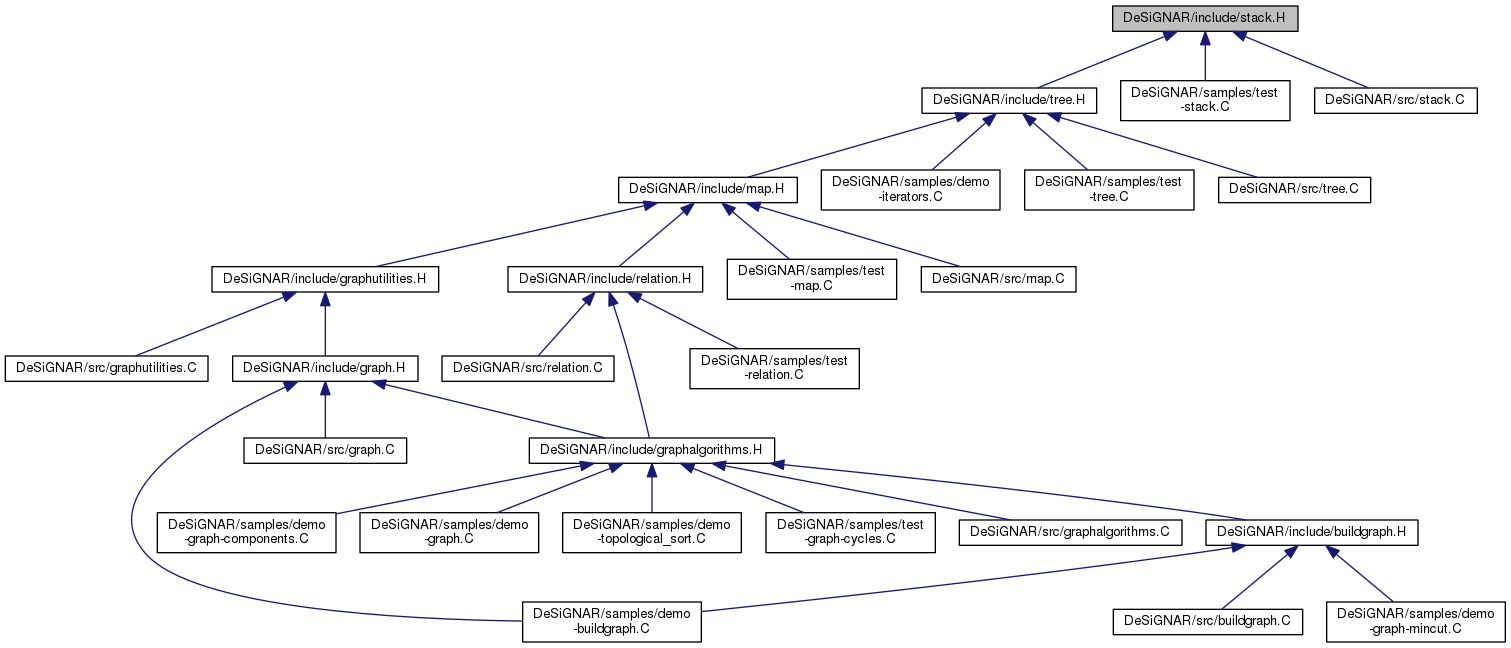 DeSiGNAR/include/stack.H
DeSiGNAR/include/tree.H
DeSiGNAR/samples/test
-stack.C
DeSiGNAR/src/stack.C
DeSiGNAR/include/map.H
DeSiGNAR/samples/demo
-iterators.C
DeSiGNAR/samples/test
-tree.C
DeSiGNAR/src/tree.C
DeSiGNAR/include/graphutilities.H
DeSiGNAR/include/relation.H
DeSiGNAR/samples/test
-map.C
DeSiGNAR/src/map.C
DeSiGNAR/src/graphutilities.C
DeSiGNAR/include/graph.H
DeSiGNAR/src/relation.C
DeSiGNAR/samples/test
-relation.C
DeSiGNAR/src/graph.C
DeSiGNAR/include/graphalgorithms.H
DeSiGNAR/samples/demo
-graph-components.C
DeSiGNAR/samples/demo
-graph.C
DeSiGNAR/samples/demo
-topological_sort.C
DeSiGNAR/samples/test
-graph-cycles.C
DeSiGNAR/src/graphalgorithms.C
DeSiGNAR/include/buildgraph.H
DeSiGNAR/samples/demo
-buildgraph.C
DeSiGNAR/src/buildgraph.C
DeSiGNAR/samples/demo
-graph-mincut.C